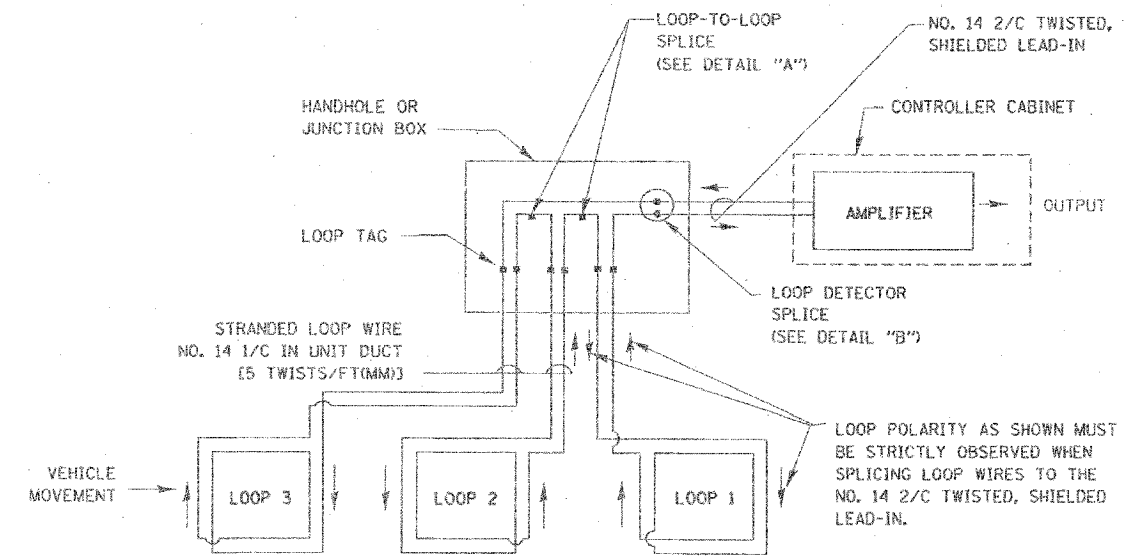 LOOP-TO-LOOP
SPLICE
(SEE DETAIL "A")
NO. 14 2/C TWISTED,
SHIELDED LEAD-IN
HANDHOLE OR
JUNCTION BOX
CONTROLLER CABINET
AMPLIFIER
OUTPUT
LOOP TAG
LOOP DETECTOR
SPLICE
(SEE DETAIL "B")
STRANDED LOOP WIRE
NO. 14 1/C IN UNIT DUCT
[5 TWISTS/FT(MM)]
LOOP POLARITY AS SHOWN MUST
BE STRICTLY OBSERVED WHEN
SPLICING LOOP WIRES TO THE
NO. 14 2/C TWISTED, SHIELDED
LEAD-IN.
VEHICLE
MOVEMENT
LOOP 3
LOOP 2
LOOP 1